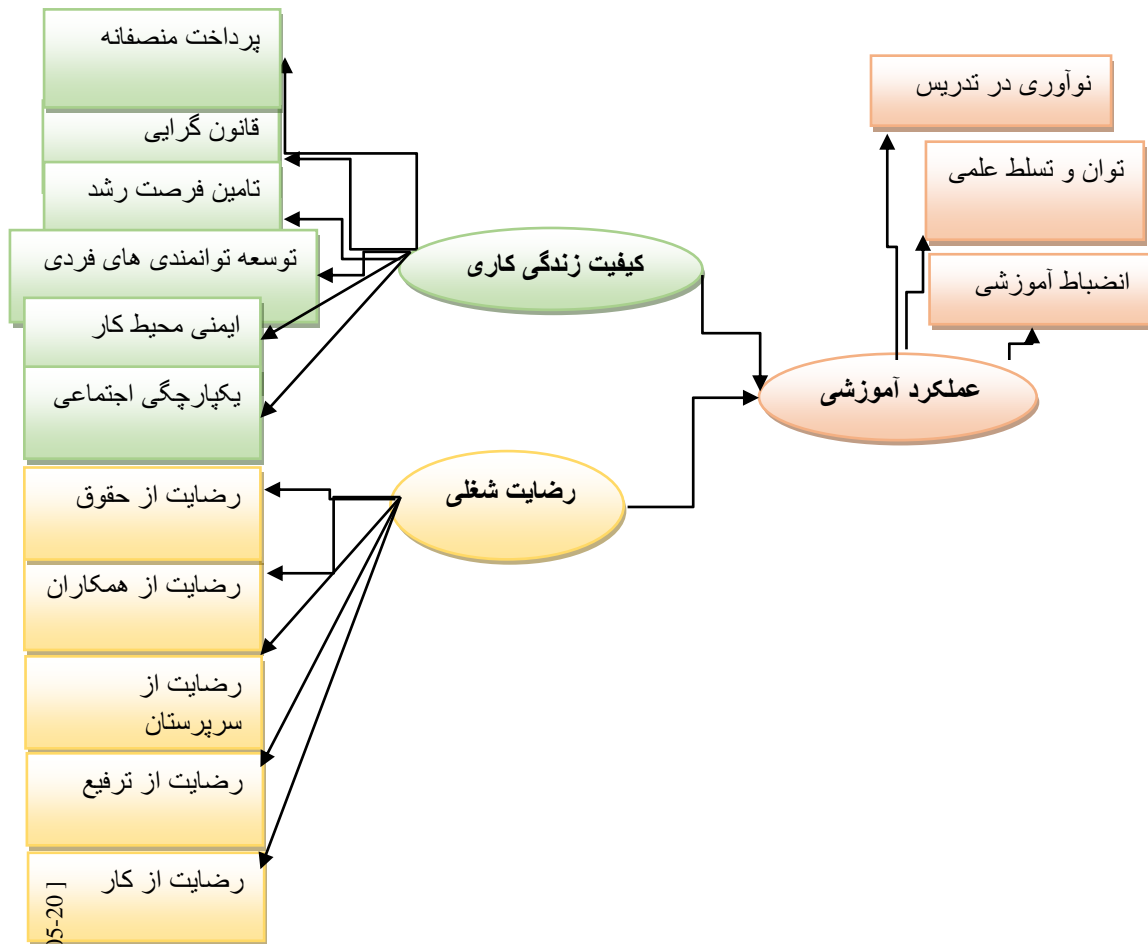 پرداخت منصفانه
قانون گرایی
تامین فرصت رشد
توسعه توانمندی های فردی
ایمنی محیط کار
یکپارچگی اجتماعی
کیفیت زندگی کاری
نوآوری در تدریس
توان و تسلط علمی
انضباط آموزشی
عملکرد آموزشی
رضایت شغلی
رضایت از حقوق
رضایت از همکاران
رضایت از
سرپرستان
رضایت از ترفیع
رضایت از کار
05-20 ]